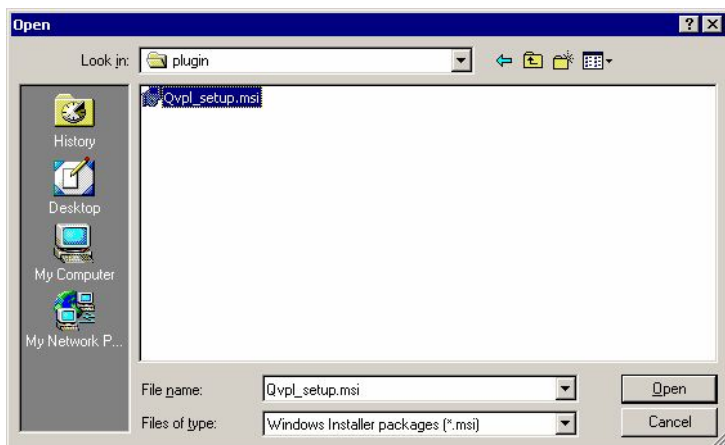 Open
Look in: plugin
Qvpl_setup.msi
History
Desktop
My Computer
My Network P...
File name: Qvpl_setup.msi Open
Files of type: Windows Installer packages (*.msi) Cancel